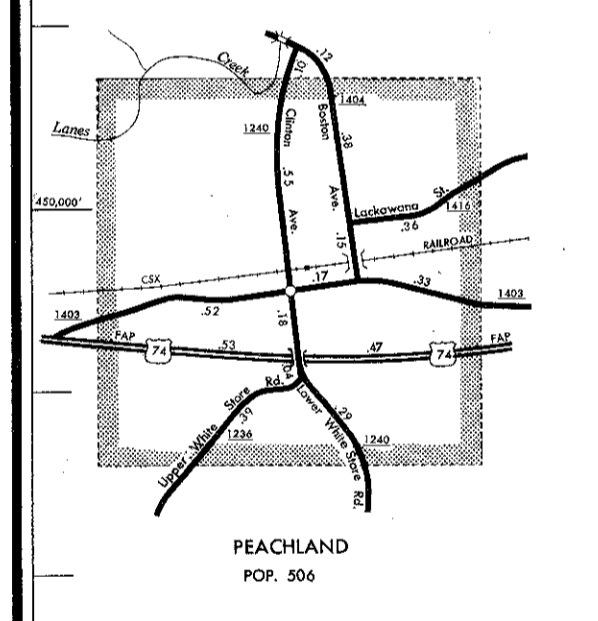 .12
.10
Creek
1404
Lanes
1240
Clinton Ave.
.55
Boston Ave.
.38
Lackawana St.
1416
.36
450,000'
.15
RAILROAD
CSX
.17
.33
1403
.52
1403
.18
FAP
74
.53
.47
74
FAP
.04
Upper White Store Rd.
.39
1236
Lower White Store Rd.
.29
1240
PEACHLAND
POP. 506